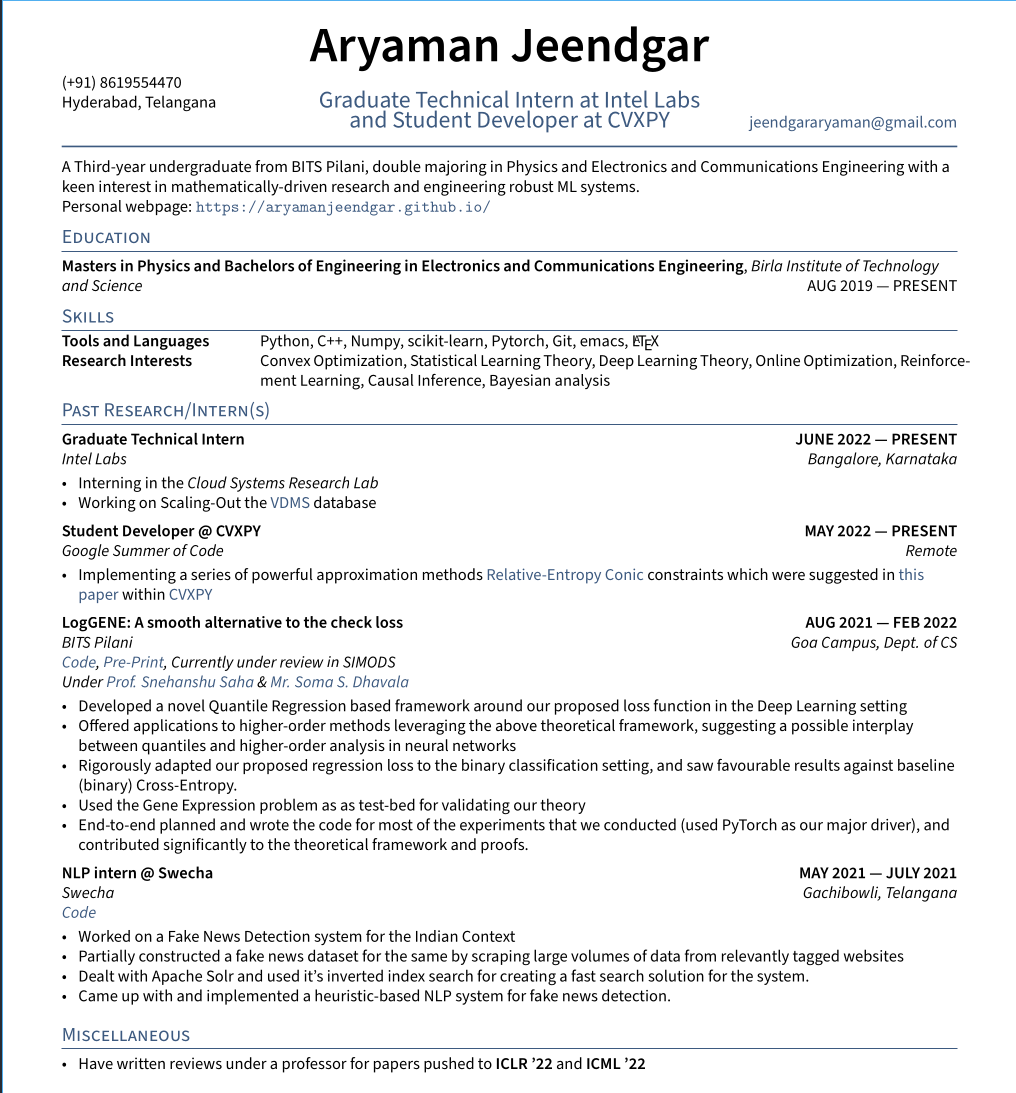 Aryaman Jeendgar
(+91) 8619554470
Hyderabad, Telangana
Graduate Technical Intern at Intel Labs
and Student Developer at CVXPY
jeendgararyaman@gmail.com
A Third-year undergraduate from BITS Pilani, double majoring in Physics and Electronics and Communications Engineering with a
keen interest in mathematically-driven research and engineering robust ML systems.
Personal webpage: https://aryamanjeendgar.github.io/
Education
Masters in Physics and Bachelors of Engineering in Electronics and Communications Engineering, Birla Institute of Technology
and Science AUG 2019 — PRESENT
Skills
Tools and Languages Python, C++, Numpy, scikit-learn, Pytorch, Git, emacs, LATEX
Research Interests Convex Optimization, Statistical Learning Theory, Deep Learning Theory, Online Optimization, Reinforce-
ment Learning, Causal Inference, Bayesian analysis
Past Research/Intern(s)
Graduate Technical Intern JUNE 2022 — PRESENT
Intel Labs Bangalore, Karnataka
• Interning in the Cloud Systems Research Lab
• Working on Scaling-Out the VDMS database
Student Developer @ CVXPY MAY 2022 — PRESENT
Google Summer of Code Remote
• Implementing a series of powerful approximation methods Relative-Entropy Conic constraints which were suggested in this
paper within CVXPY
LogGENE: A smooth alternative to the check loss AUG 2021 — FEB 2022
BITS Pilani Goa Campus, Dept. of CS
Code, Pre-Print, Currently under review in SIMODS
Under Prof. Snehanshu Saha & Mr. Soma S. Dhavala
• Developed a novel Quantile Regression based framework around our proposed loss function in the Deep Learning setting
• Offered applications to higher-order methods leveraging the above theoretical framework, suggesting a possible interplay
between quantiles and higher-order analysis in neural networks
• Rigorously adapted our proposed regression loss to the binary classification setting, and saw favourable results against baseline
(binary) Cross-Entropy.
• Used the Gene Expression problem as as test-bed for validating our theory
• End-to-end planned and wrote the code for most of the experiments that we conducted (used PyTorch as our major driver), and
contributed significantly to the theoretical framework and proofs.
NLP intern @ Swecha MAY 2021 — JULY 2021
Swecha Gachibowli, Telangana
Code
• Worked on a Fake News Detection system for the Indian Context
• Partially constructed a fake news dataset for the same by scraping large volumes of data from relevantly tagged websites
• Dealt with Apache Solr and used it’s inverted index search for creating a fast search solution for the system.
• Came up with and implemented a heuristic-based NLP system for fake news detection.
Miscellaneous
• Have written reviews under a professor for papers pushed to ICLR ’22 and ICML ’22